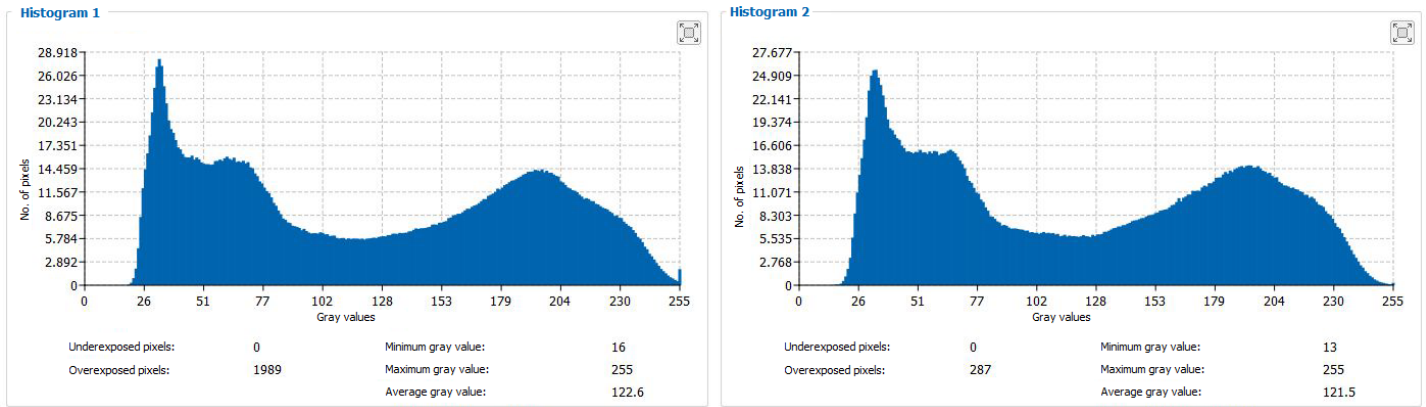 Histogram 1
28.918
26.026
23.134
20.243
17.351
14.459
11.567
8.675
5.784
2.892
0
No. of pixels
0 26 51 77 102 128 153 179 204 230 255
Gray values
Underexposed pixels: 0 Minimum gray value: 16
Overexposed pixels: 1989 Maximum gray value: 255
Average gray value: 122.6
Histogram 2
27.677
24.909
22.141
19.374
16.606
13.838
11.071
8.303
5.535
2.768
0
No. of pixels
0 26 51 77 102 128 153 179 204 230 255
Gray values
Underexposed pixels: 0 Minimum gray value: 13
Overexposed pixels: 287 Maximum gray value: 255
Average gray value: 121.5